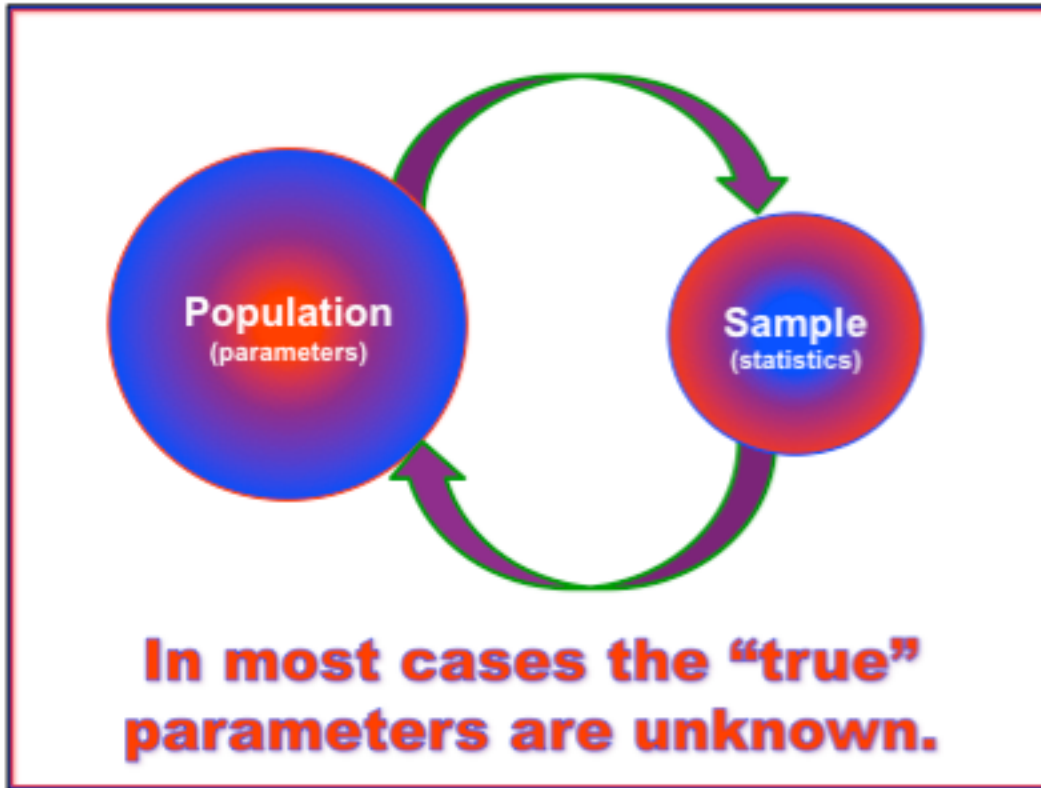 Population
(parameters)
Sample
(statistics)
In most cases the “true”
parameters are unknown.